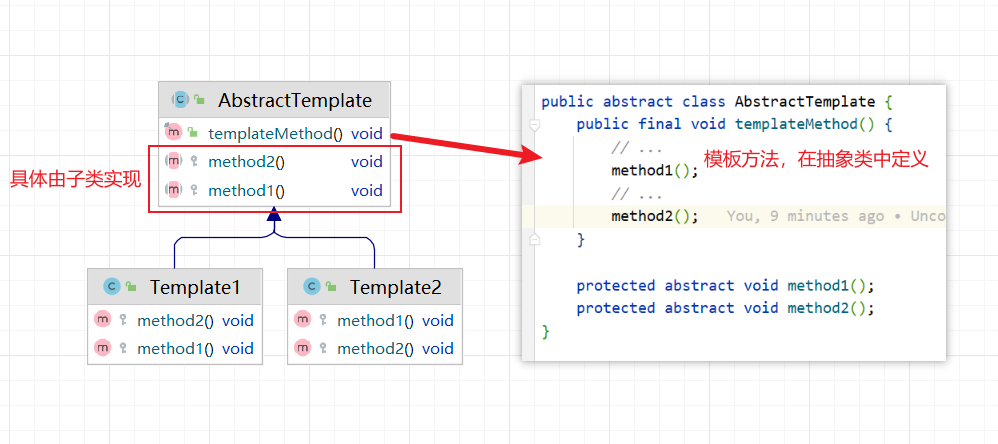 AbstractTemplate
templateMethod() void
method2() void
method1() void
具体由子类实现
Template1
method2() void
method1() void
Template2
method1() void
method2() void
public abstract class AbstractTemplate {
public final void templateMethod() {
// ...
模板方法，在抽象类中定义
method1();
// ...
method2(); You, 9 minutes ago • Unco
}
protected abstract void method1();
protected abstract void method2();
}